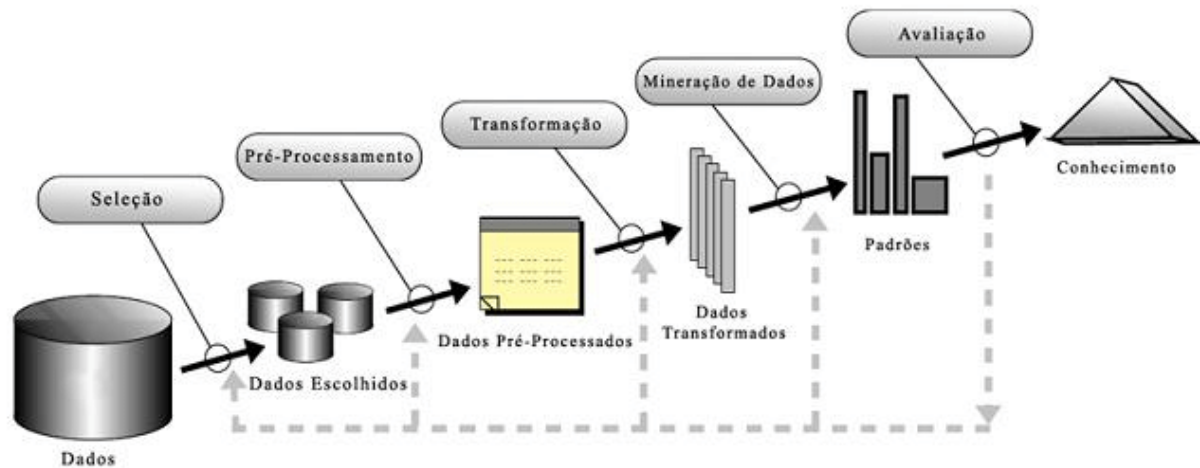 Avaliação
Mineração de Dados
Transformação
Pré-Processamento
Seleção
Conhecimento
Padrões
Dados
Transformados
Dados Pré-Processados
Dados Escolhidos
Dados